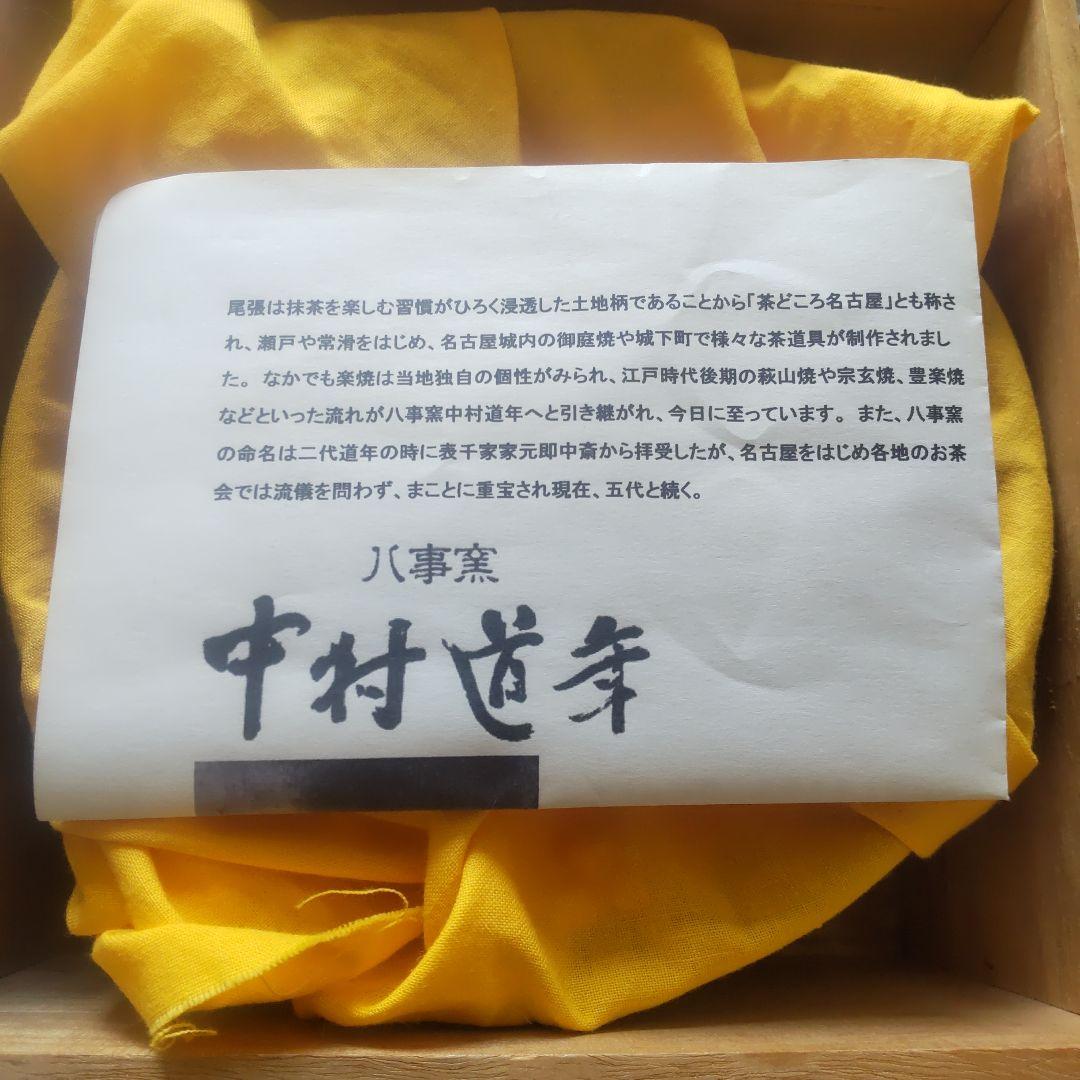 尾張は抹茶を楽しむ習慣がひろく浸透した土地柄であることから「茶どころ名古屋」とも称さ
れ、瀬戸や常滑をはじめ、名古屋城内の御庭焼や城下町で様々な茶道具が制作されまし
た。 なかでも楽焼は当地独自の個性がみられ、江戸時代後期の萩山焼や宗玄焼、豊楽焼
などといった流れが八事窯中村道年へと引き継がれ、今日に至っています。 また、八事窯
の命名は二代道年の時に表千家家元即中斎から拝受したが、名古屋をはじめ各地のお茶
会では流儀を問わず、まことに重宝され現在、五代と続く。
八事窯
中村道年